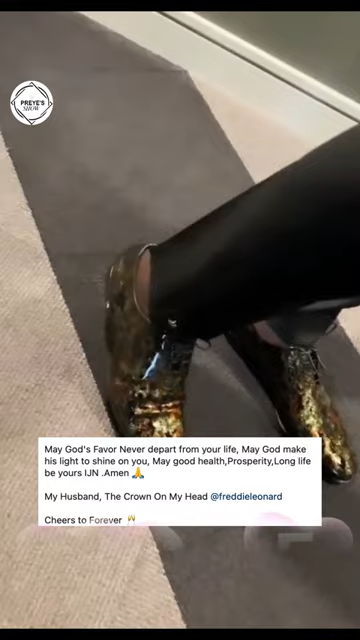 PREYE'S
SHOW
May God's Favor Never depart from your life, May God make
his light to shine on you, May good health,Prosperity,Long life
be yours IJN .Amen 🙏
My Husband, The Crown On My Head @freddieleonard
Cheers to Forever 🥂